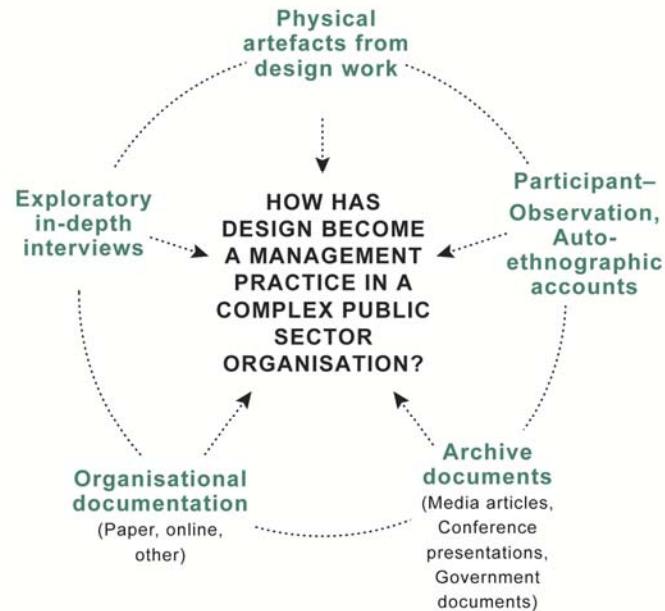 Physical
artefacts from
design work
Exploratory
in-depth
interviews
HOW HAS
DESIGN BECOME
A MANAGEMENT
PRACTICE IN A
COMPLEX PUBLIC
SECTOR
ORGANISATION?
Participant–
Observation,
Auto-
ethnographic
accounts
Organisational
documentation
(Paper, online,
other)
Archive
documents
(Media articles,
Conference
presentations,
Government
documents)